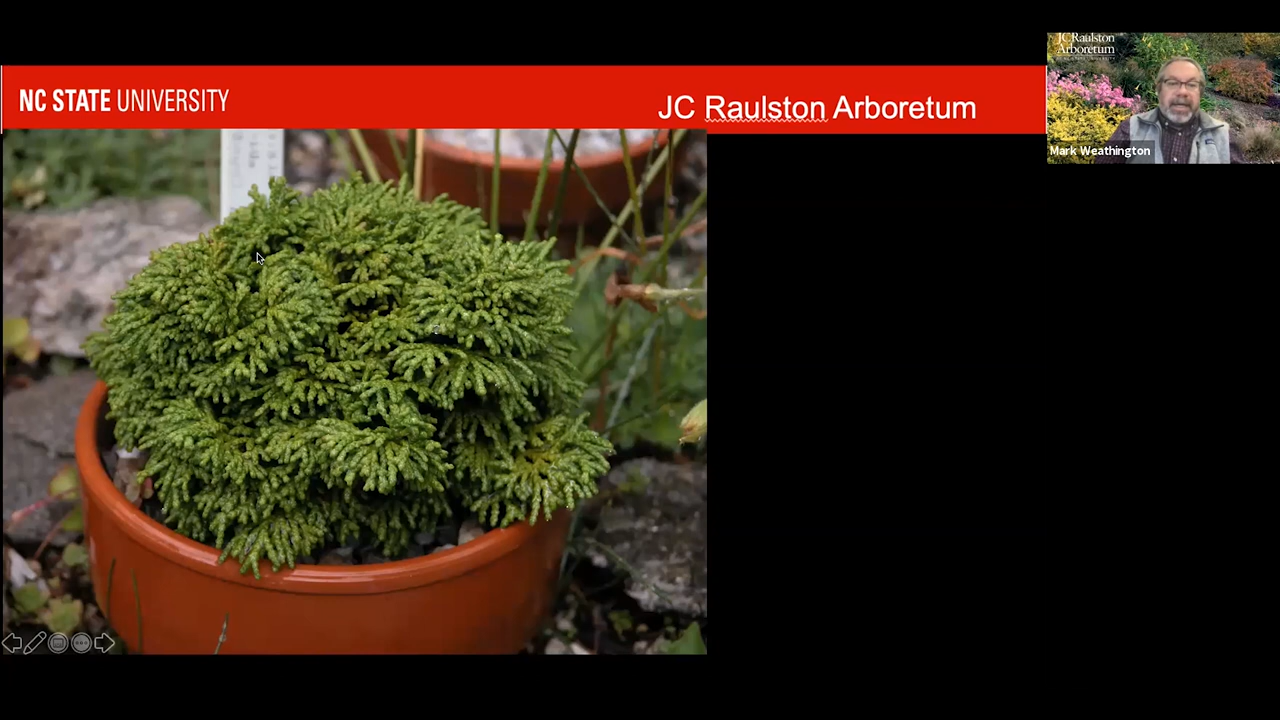 NC STATE UNIVERSITY
JC Raulston Arboretum
JC Raulston
Arboretum
Mark Weathington